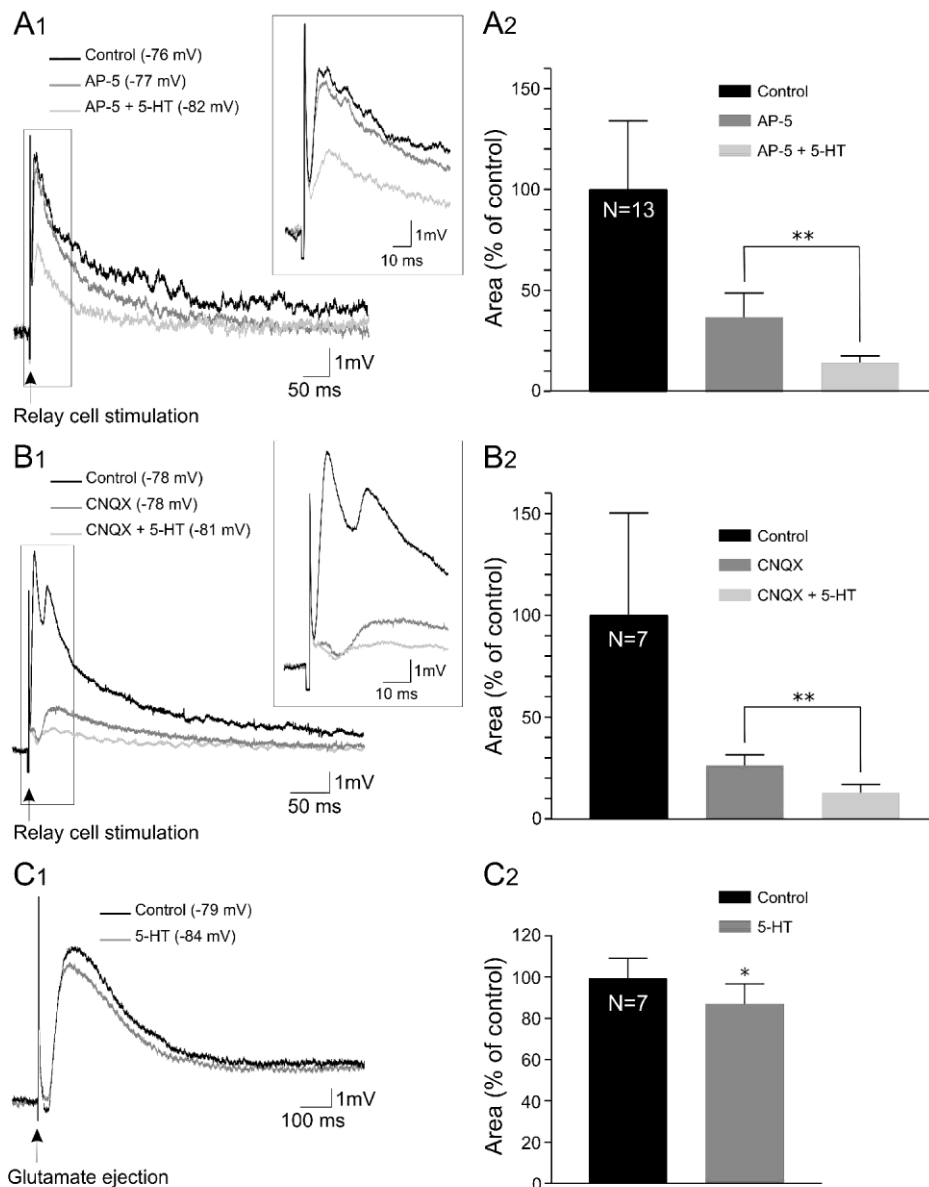 A1
Control (-76 mV)
AP-5 (-77 mV)
AP-5 + 5-HT (-82 mV)
1mV
10 ms
1mV
50 ms
Relay cell stimulation
A2
Area (% of control)
150
100
50
0
Control
AP-5
AP-5 + 5-HT
N=13
**
B1
Control (-78 mV)
CNQX (-78 mV)
CNQX + 5-HT (-81 mV)
1mV
10 ms
1mV
50 ms
Relay cell stimulation
B2
Area (% of control)
150
100
50
0
Control
CNQX
CNQX + 5-HT
N=7
**
C1
Control (-79 mV)
5-HT (-84 mV)
1mV
100 ms
Glutamate ejection
C2
Area (% of control)
120
100
80
60
40
20
0
Control
5-HT
N=7
*